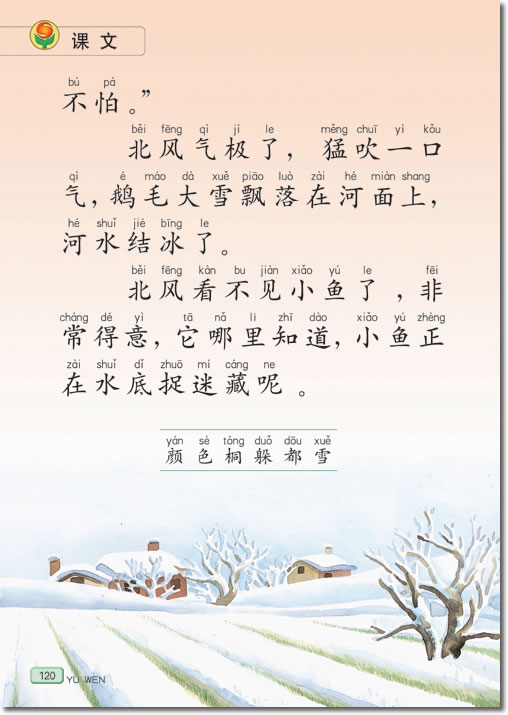 课文
bú pà
不怕。”
běi fēng qì jí le měng chuī yì kǒu
北风气极了，猛吹一口
qì é máo dà xuě piāo luò zài hé miàn shang
气，鹅毛大雪飘落在河面上，
hé shuǐ jié bīng le
河水结冰了。
běi fēng kàn bu jiàn xiǎo yú le fēi
北风看不见小鱼了，非
cháng dé yì tā nǎ li zhī dào xiǎo yú zhèng
常得意，它哪里知道，小鱼正
zài shuǐ dǐ zhuō mí cáng ne
在水底捉迷藏呢。
yán sè tóng duǒ dōu xuě
颜色桐躲都雪
120 YU WEN